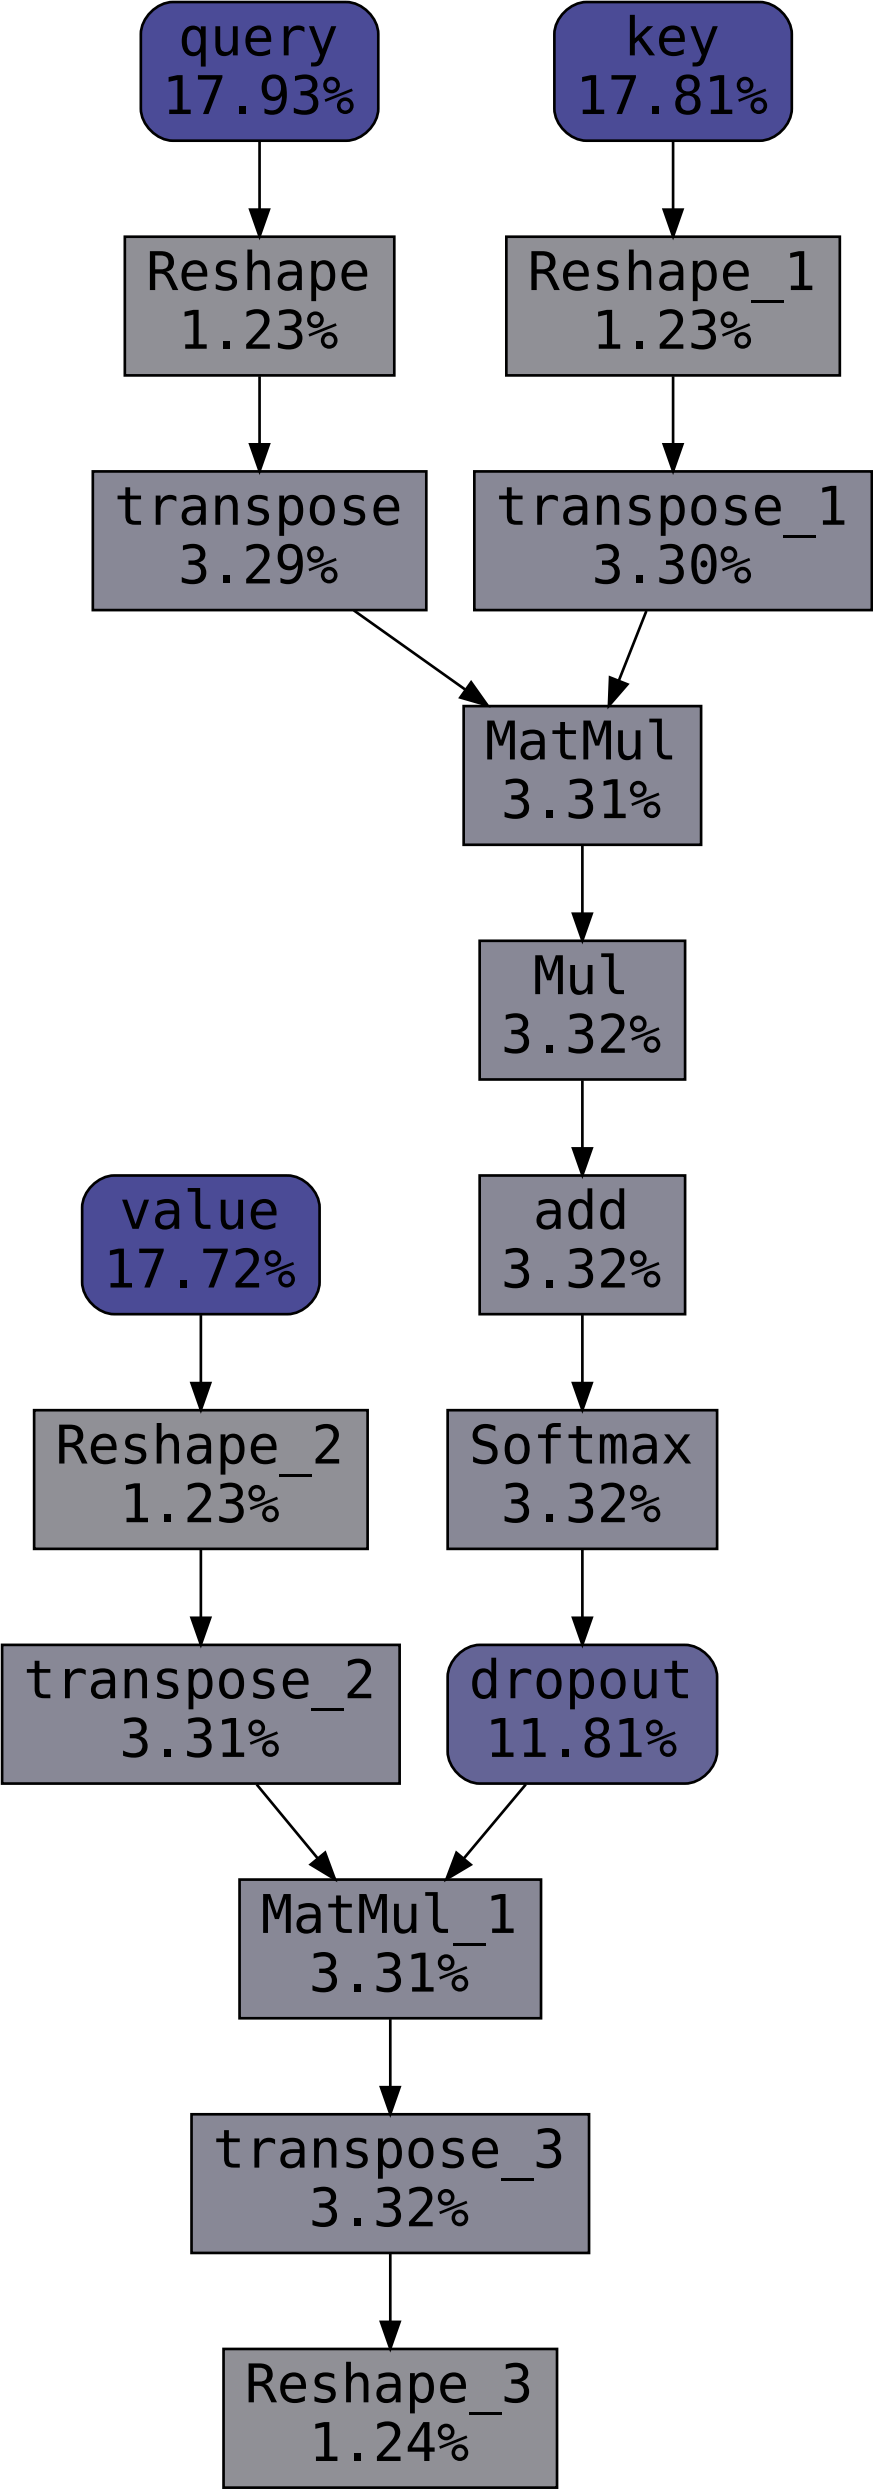 query
17.93%
key
17.81%
Reshape
1.23%
Reshape_1
1.23%
transpose
3.29%
transpose_1
3.30%
MatMul
3.31%
Mul
3.32%
add
3.32%
value
17.72%
Softmax
3.32%
Reshape_2
1.23%
transpose_2
3.31%
dropout
11.81%
MatMul_1
3.31%
transpose_3
3.32%
Reshape_3
1.24%